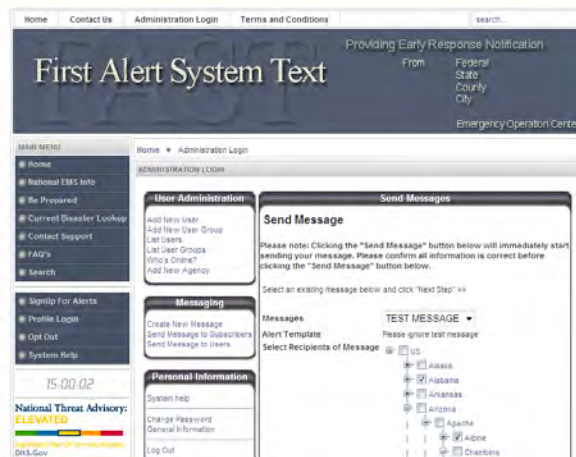 Home Contact Us Administration Login Terms and Conditions search...
First Alert System Text
Providing Early Response Notification
From Federal
State
County
City
Emergency Operation Cente
MAIN MENU
Home
National EMS Info
Be Prepared
Current Disaster Lookup
Contact Support
FAQ's
Search
SignUp For Alerts
Profile Login
Opt Out
System Help
15:00:02
National Threat Advisory:
ELEVATED
DHS.Gov
Home Administration Login
ADMINISTRATION LOGIN
User Administration
Add New User
Add New User Group
List Users
List User Groups
Who's Online?
Add New Agency
Messaging
Create New Message
Send Message to Subscribers
Send Message to Users
Personal Information
System help
Change Password
General Information
Log Out
Send Messages
Send Message
Please note: Clicking the "Send Message" button below will immediately start
sending your message. Please confirm all information is correct before
clicking the "Send Message" button below.
Select an existing message below and click 'Next Step' >>
Messages TEST MESSAGE
Alert Template Please ignore test message
Select Recipients of Message US
Alaska
Alabama
Arkansas
Arizona
Apache
Alpine
Chambers